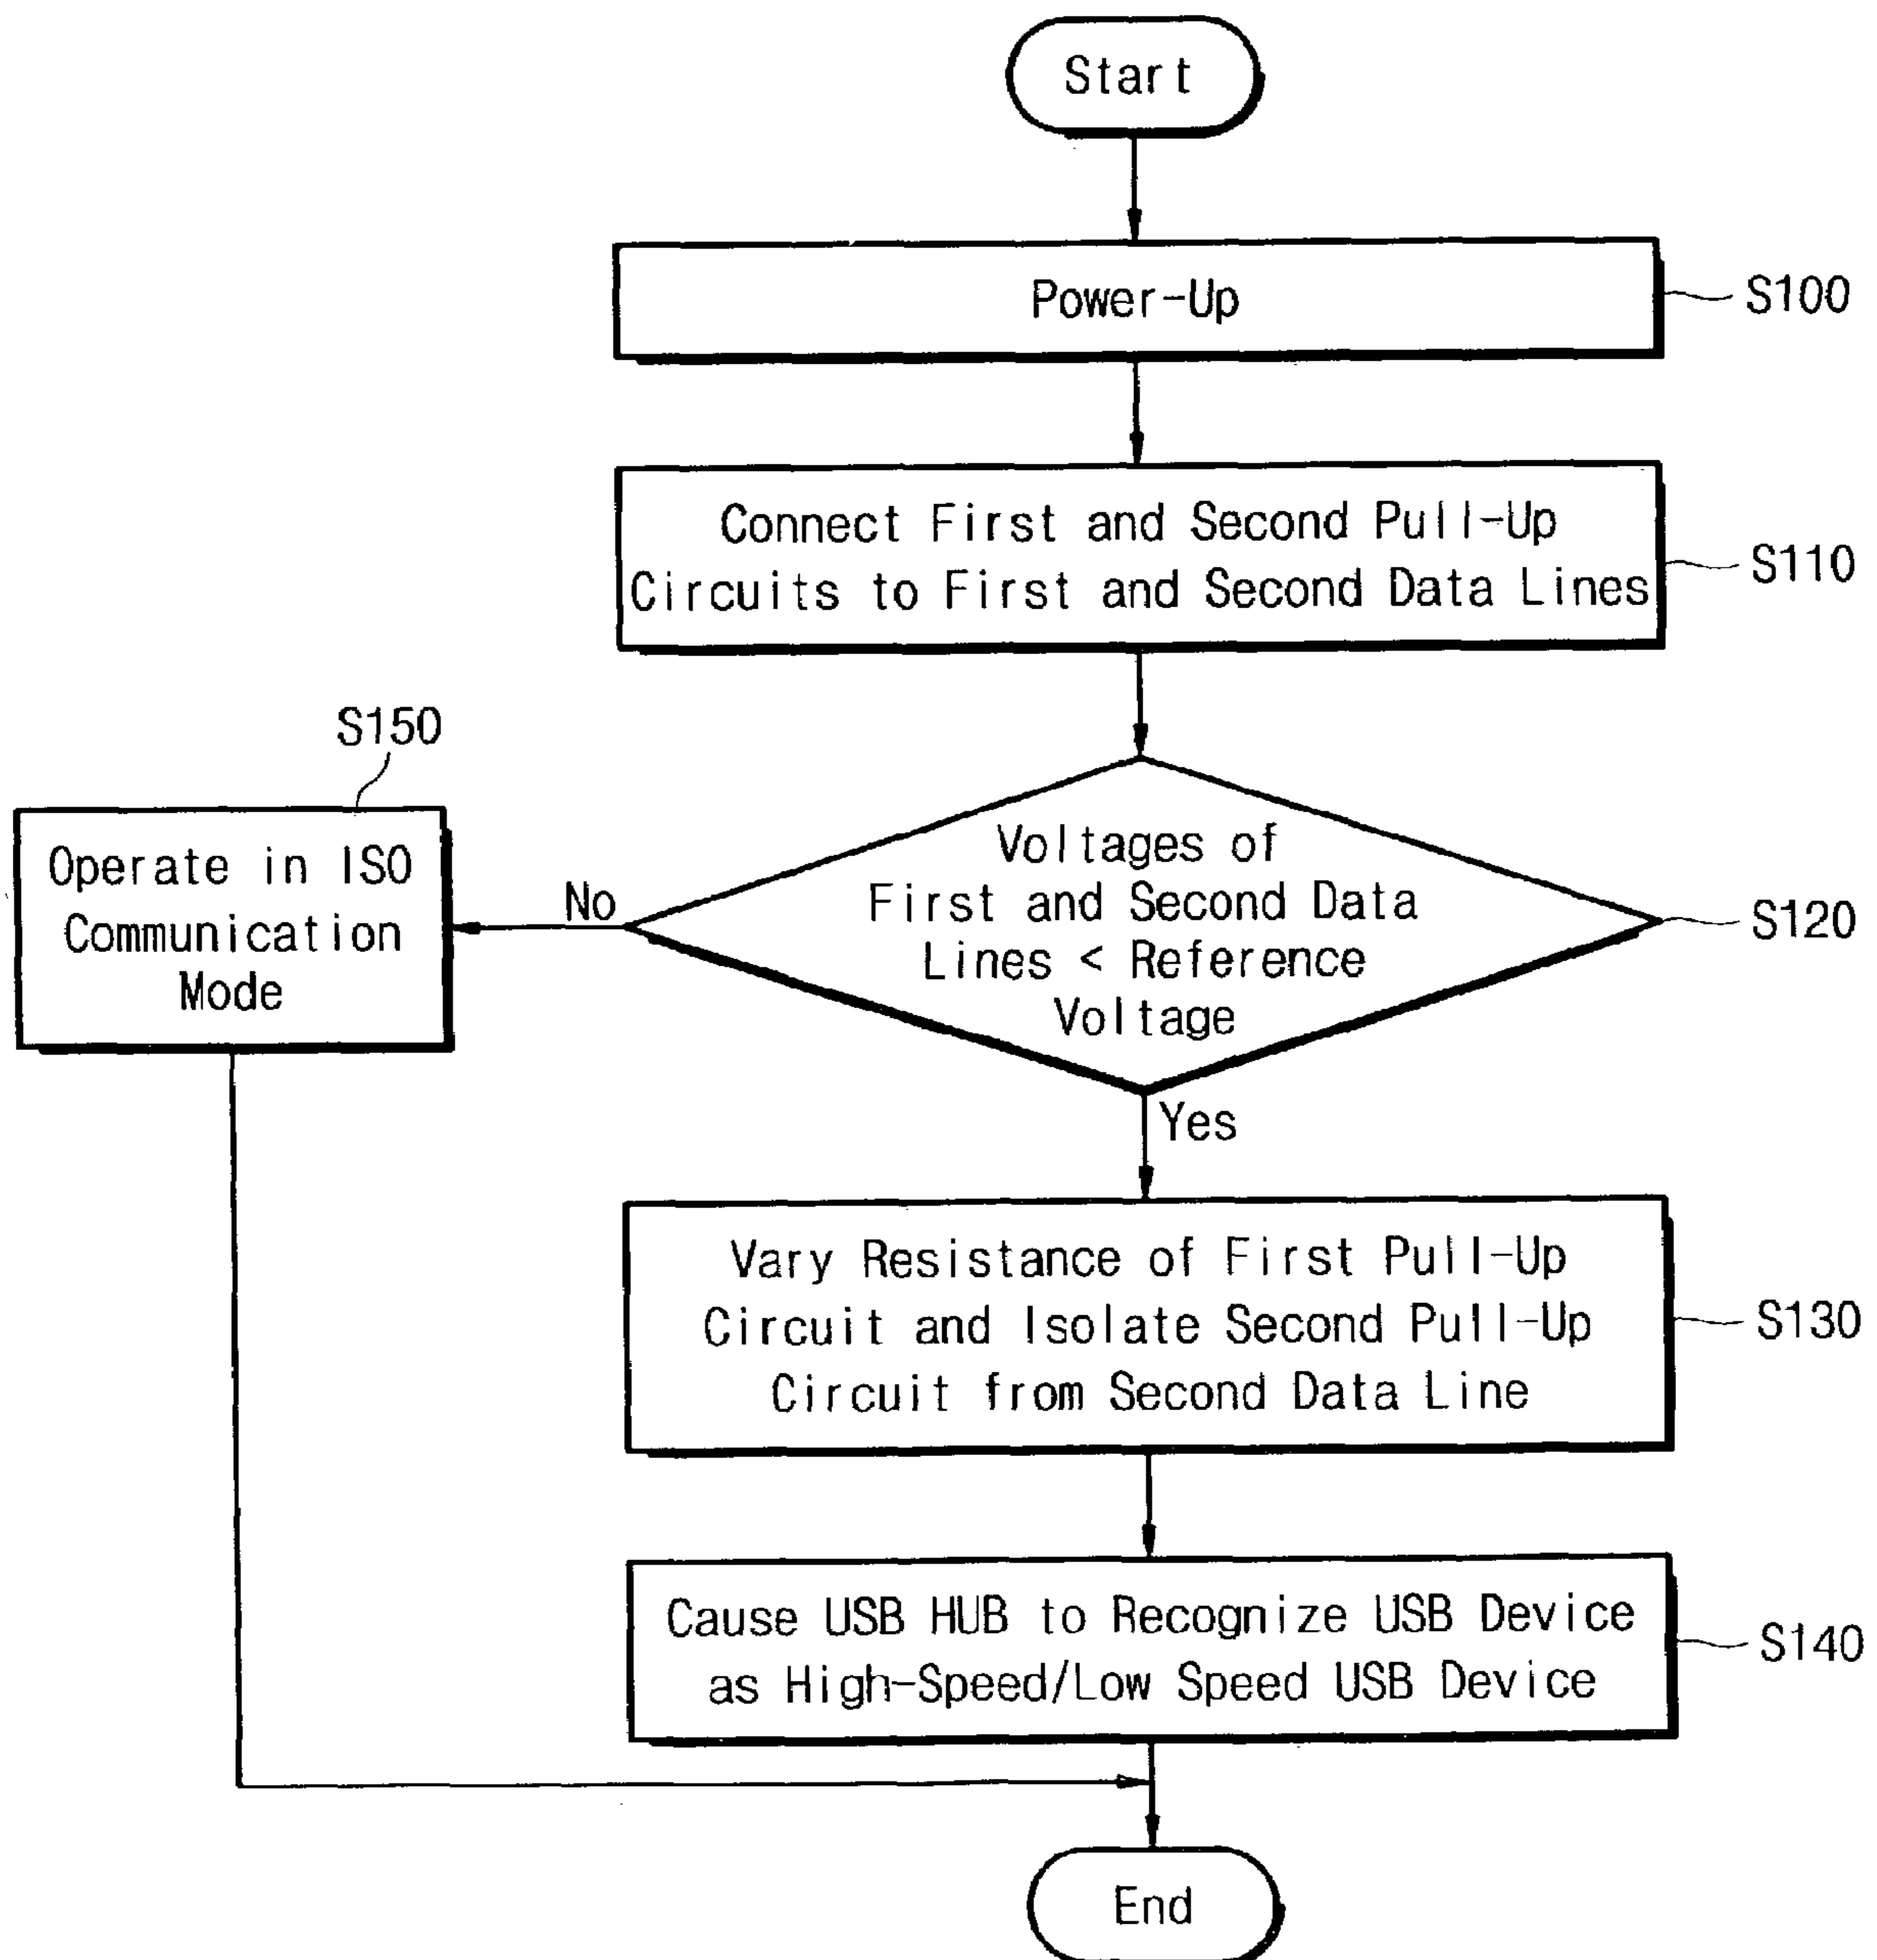 Start
Power-Up
S100
Connect First and Second Pull-Up
Circuits to First and Second Data Lines
S110
S150
Operate in ISO
Communication
Mode
No
Voltages of
First and Second Data
Lines < Reference
Voltage
S120
Yes
Vary Resistance of First Pull-Up
Circuit and Isolate Second Pull-Up
Circuit from Second Data Line
S130
Cause USB HUB to Recognize USB Device
as High-Speed/Low Speed USB Device
S140
End